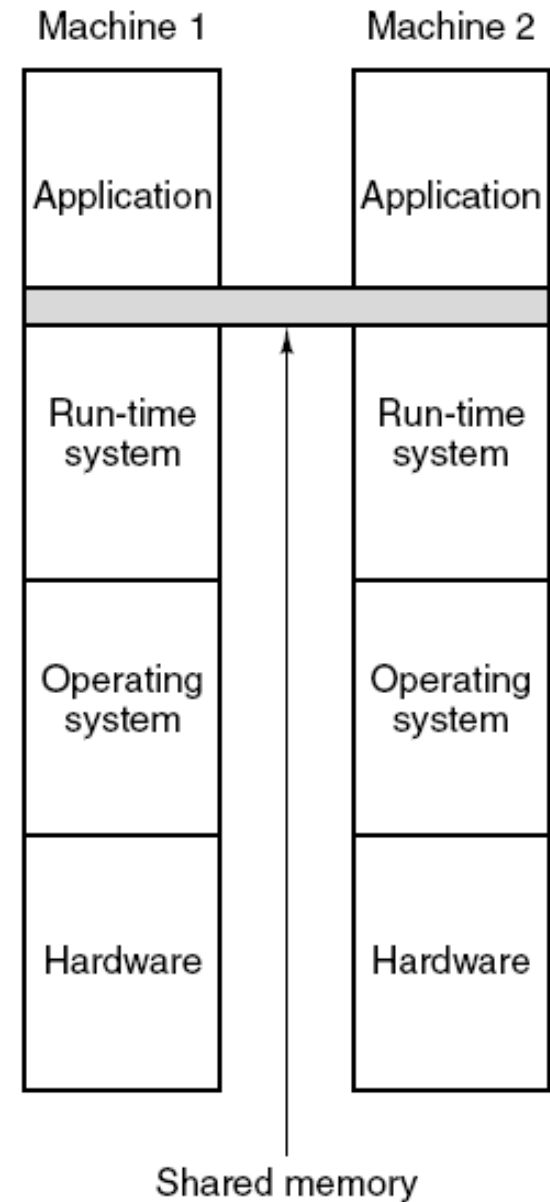 Machine 1
Machine 2
Application
Application
Run-time
system
Run-time
system
Operating
system
Operating
system
Hardware
Hardware
Shared memory